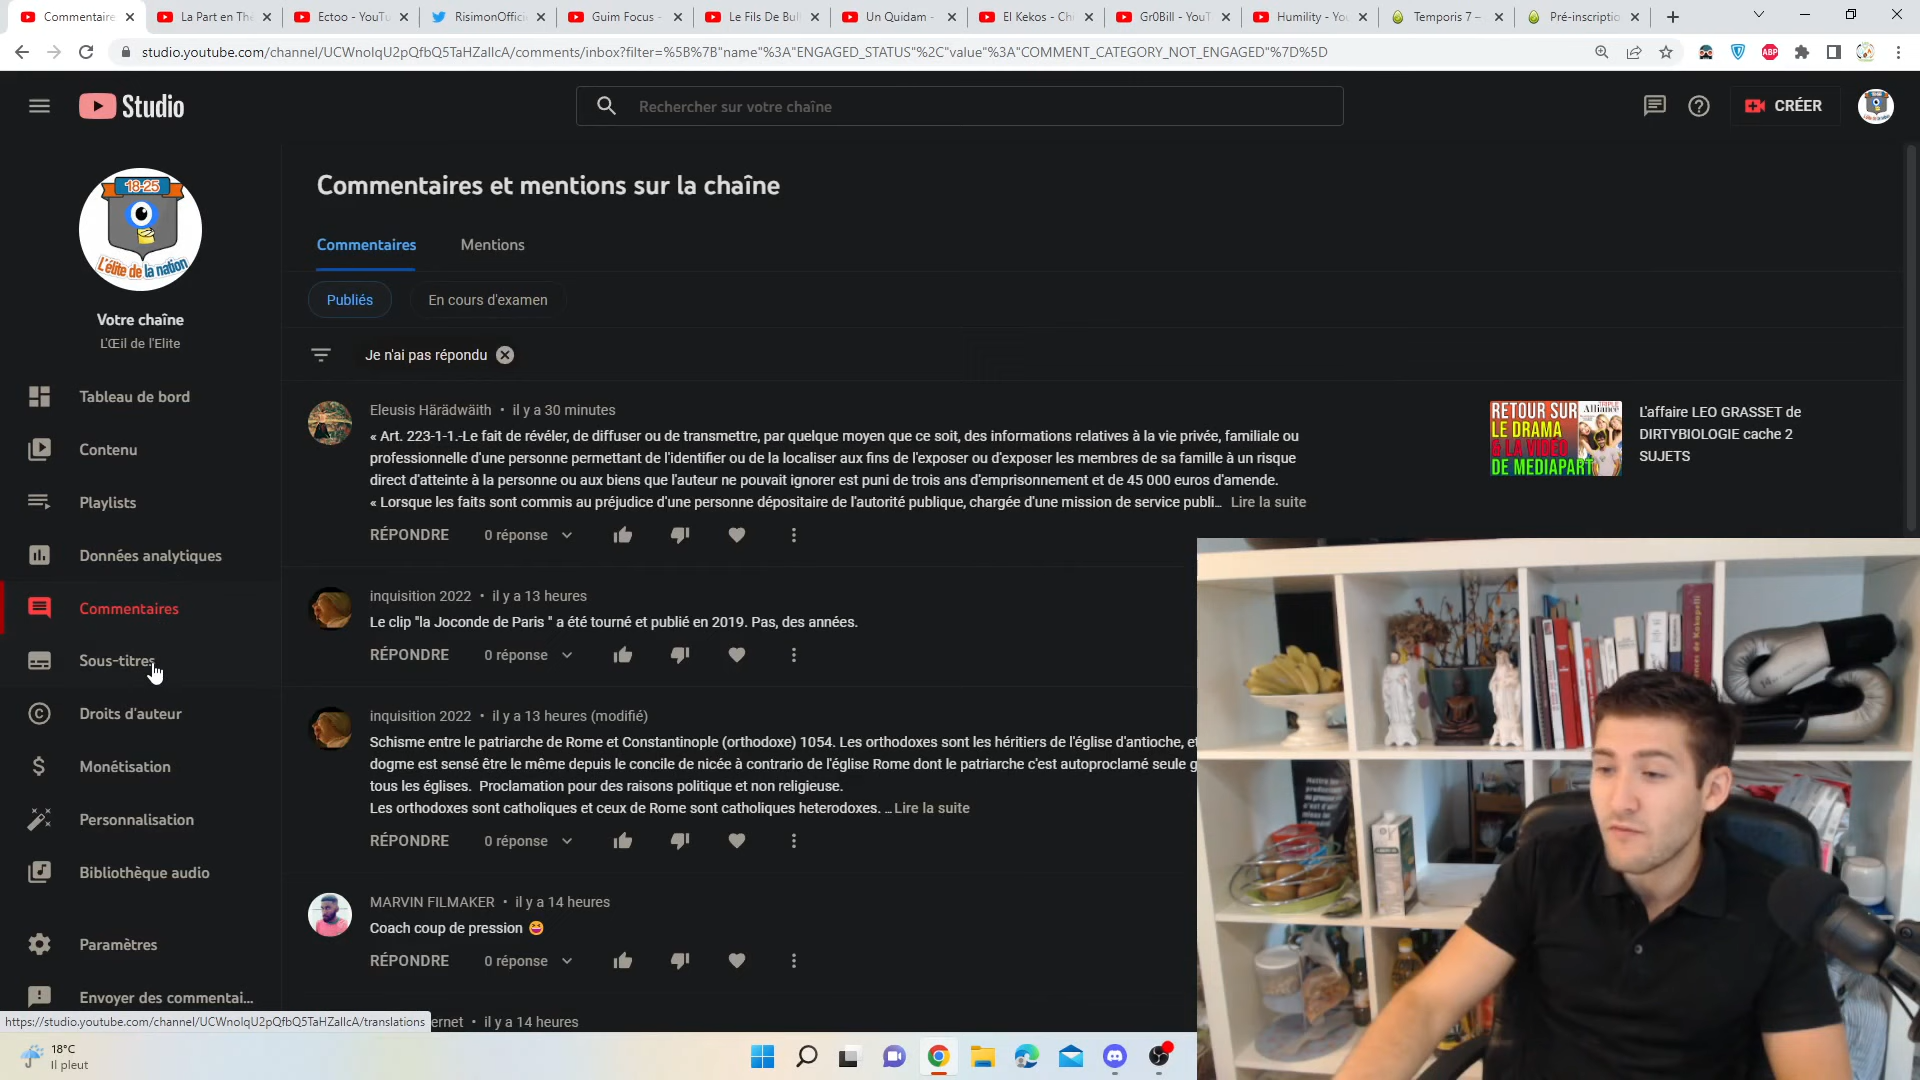 Commentaire
La Part en Thé
Ectoo - YouTu
RisimonOffici
Guim Focus -
Le Fils De Bul
Un Quidam -
El Kekos - Ch
Gr0Bill - YouT
Humility - You
Temporis 7 –
Pré-inscriptio
studio.youtube.com/channel/UCWnolqU2pQfbQ5TaHZallcA/comments/inbox?filter=%5B%7B"name"%3A"ENGAGED_STATUS"%2C"value"%3A"COMMENT_CATEGORY_NOT_ENGAGED"%7D%5D
ABP
Studio
Rechercher sur votre chaîne
CRÉER
18-25
L'élite de la nation
Votre chaîne
L'Œil de l'Elite
Tableau de bord
Contenu
Playlists
Données analytiques
Commentaires
Sous-titres
Droits d'auteur
Monétisation
Personnalisation
Bibliothèque audio
Paramètres
Envoyer des commentai...
Commentaires et mentions sur la chaîne
Commentaires
Mentions
Publiés
En cours d'examen
Je n'ai pas répondu
Eleusis Härädwäith • il y a 30 minutes
« Art. 223-1-1.-Le fait de révéler, de diffuser ou de transmettre, par quelque moyen que ce soit, des informations relatives à la vie privée, familiale ou
professionnelle d'une personne permettant de l'identifier ou de la localiser aux fins de l'exposer ou d'exposer les membres de sa famille à un risque
direct d'atteinte à la personne ou aux biens que l'auteur ne pouvait ignorer est puni de trois ans d'emprisonnement et de 45 000 euros d'amende.
« Lorsque les faits sont commis au préjudice d'une personne dépositaire de l'autorité publique, chargée d'une mission de service publi... Lire la suite
RÉPONDRE 0 réponse
RETOUR SUR
LE DRAMA
& LA VIDÉO
DE MEDIAPART
Alliance
L'affaire LEO GRASSET de
DIRTYBIOLOGIE cache 2
SUJETS
inquisition 2022 • il y a 13 heures
Le clip "la Joconde de Paris " a été tourné et publié en 2019. Pas, des années.
RÉPONDRE 0 réponse
inquisition 2022 • il y a 13 heures (modifié)
Schisme entre le patriarche de Rome et Constantinople (orthodoxe) 1054. Les orthodoxes sont les héritiers de l'église d'antioche, et
dogme est sensé être le même depuis le concile de nicée à contrario de l'église Rome dont le patriarche c'est autoproclamé seule g
tous les églises. Proclamation pour des raisons politique et non religieuse.
Les orthodoxes sont catholiques et ceux de Rome sont catholiques heterodoxes. ... Lire la suite
RÉPONDRE 0 réponse
MARVIN FILMAKER • il y a 14 heures
Coach coup de pression 😆
RÉPONDRE 0 réponse
ernet • il y a 14 heures
https://studio.youtube.com/channel/UCWnolqU2pQfbQ5TaHZallcA/translations
18°C
Il pleut